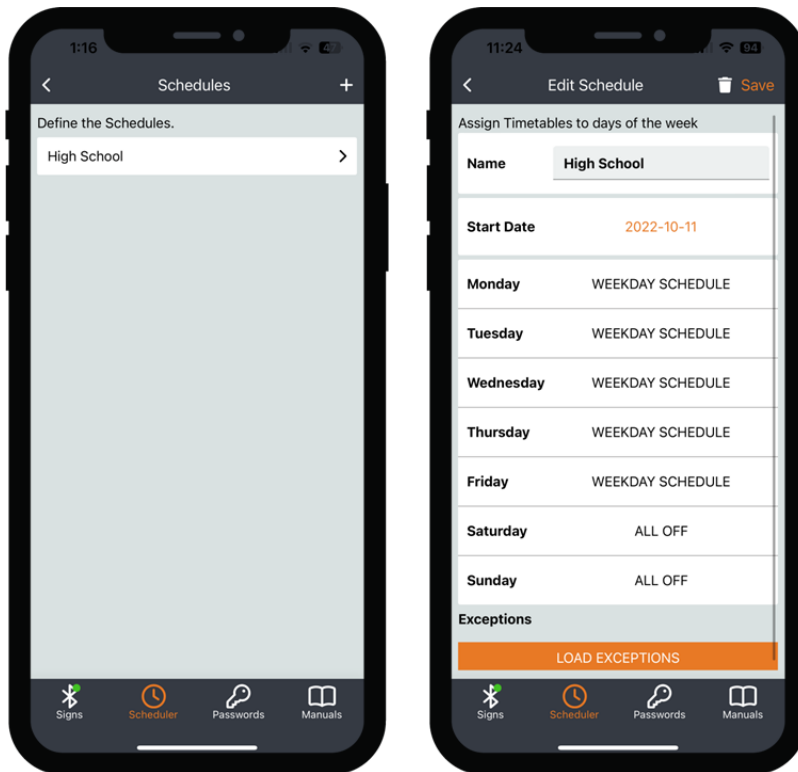 1:16
47
Schedules
+
Define the Schedules.
High School
Signs
Scheduler
Passwords
Manuals
11:24
94
Edit Schedule
Save
Assign Timetables to days of the week
Name
High School
Start Date
2022-10-11
Monday
WEEKDAY SCHEDULE
Tuesday
WEEKDAY SCHEDULE
Wednesday
WEEKDAY SCHEDULE
Thursday
WEEKDAY SCHEDULE
Friday
WEEKDAY SCHEDULE
Saturday
ALL OFF
Sunday
ALL OFF
Exceptions
LOAD EXCEPTIONS
Signs
Scheduler
Passwords
Manuals